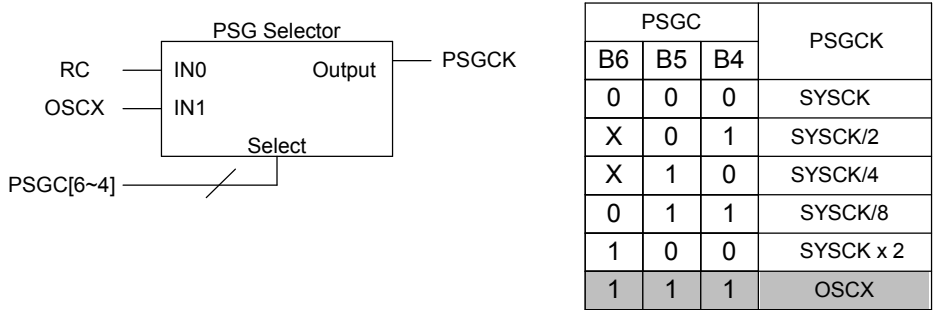 PSG Selector
RC IN0 Output PSGCK
OSCX IN1
Select
PSGC[6~4]
PSGC PSGCK
B6 B5 B4
0 0 0 SYSCK
X 0 1 SYSCK/2
X 1 0 SYSCK/4
0 1 1 SYSCK/8
1 0 0 SYSCK x 2
1 1 1 OSCX